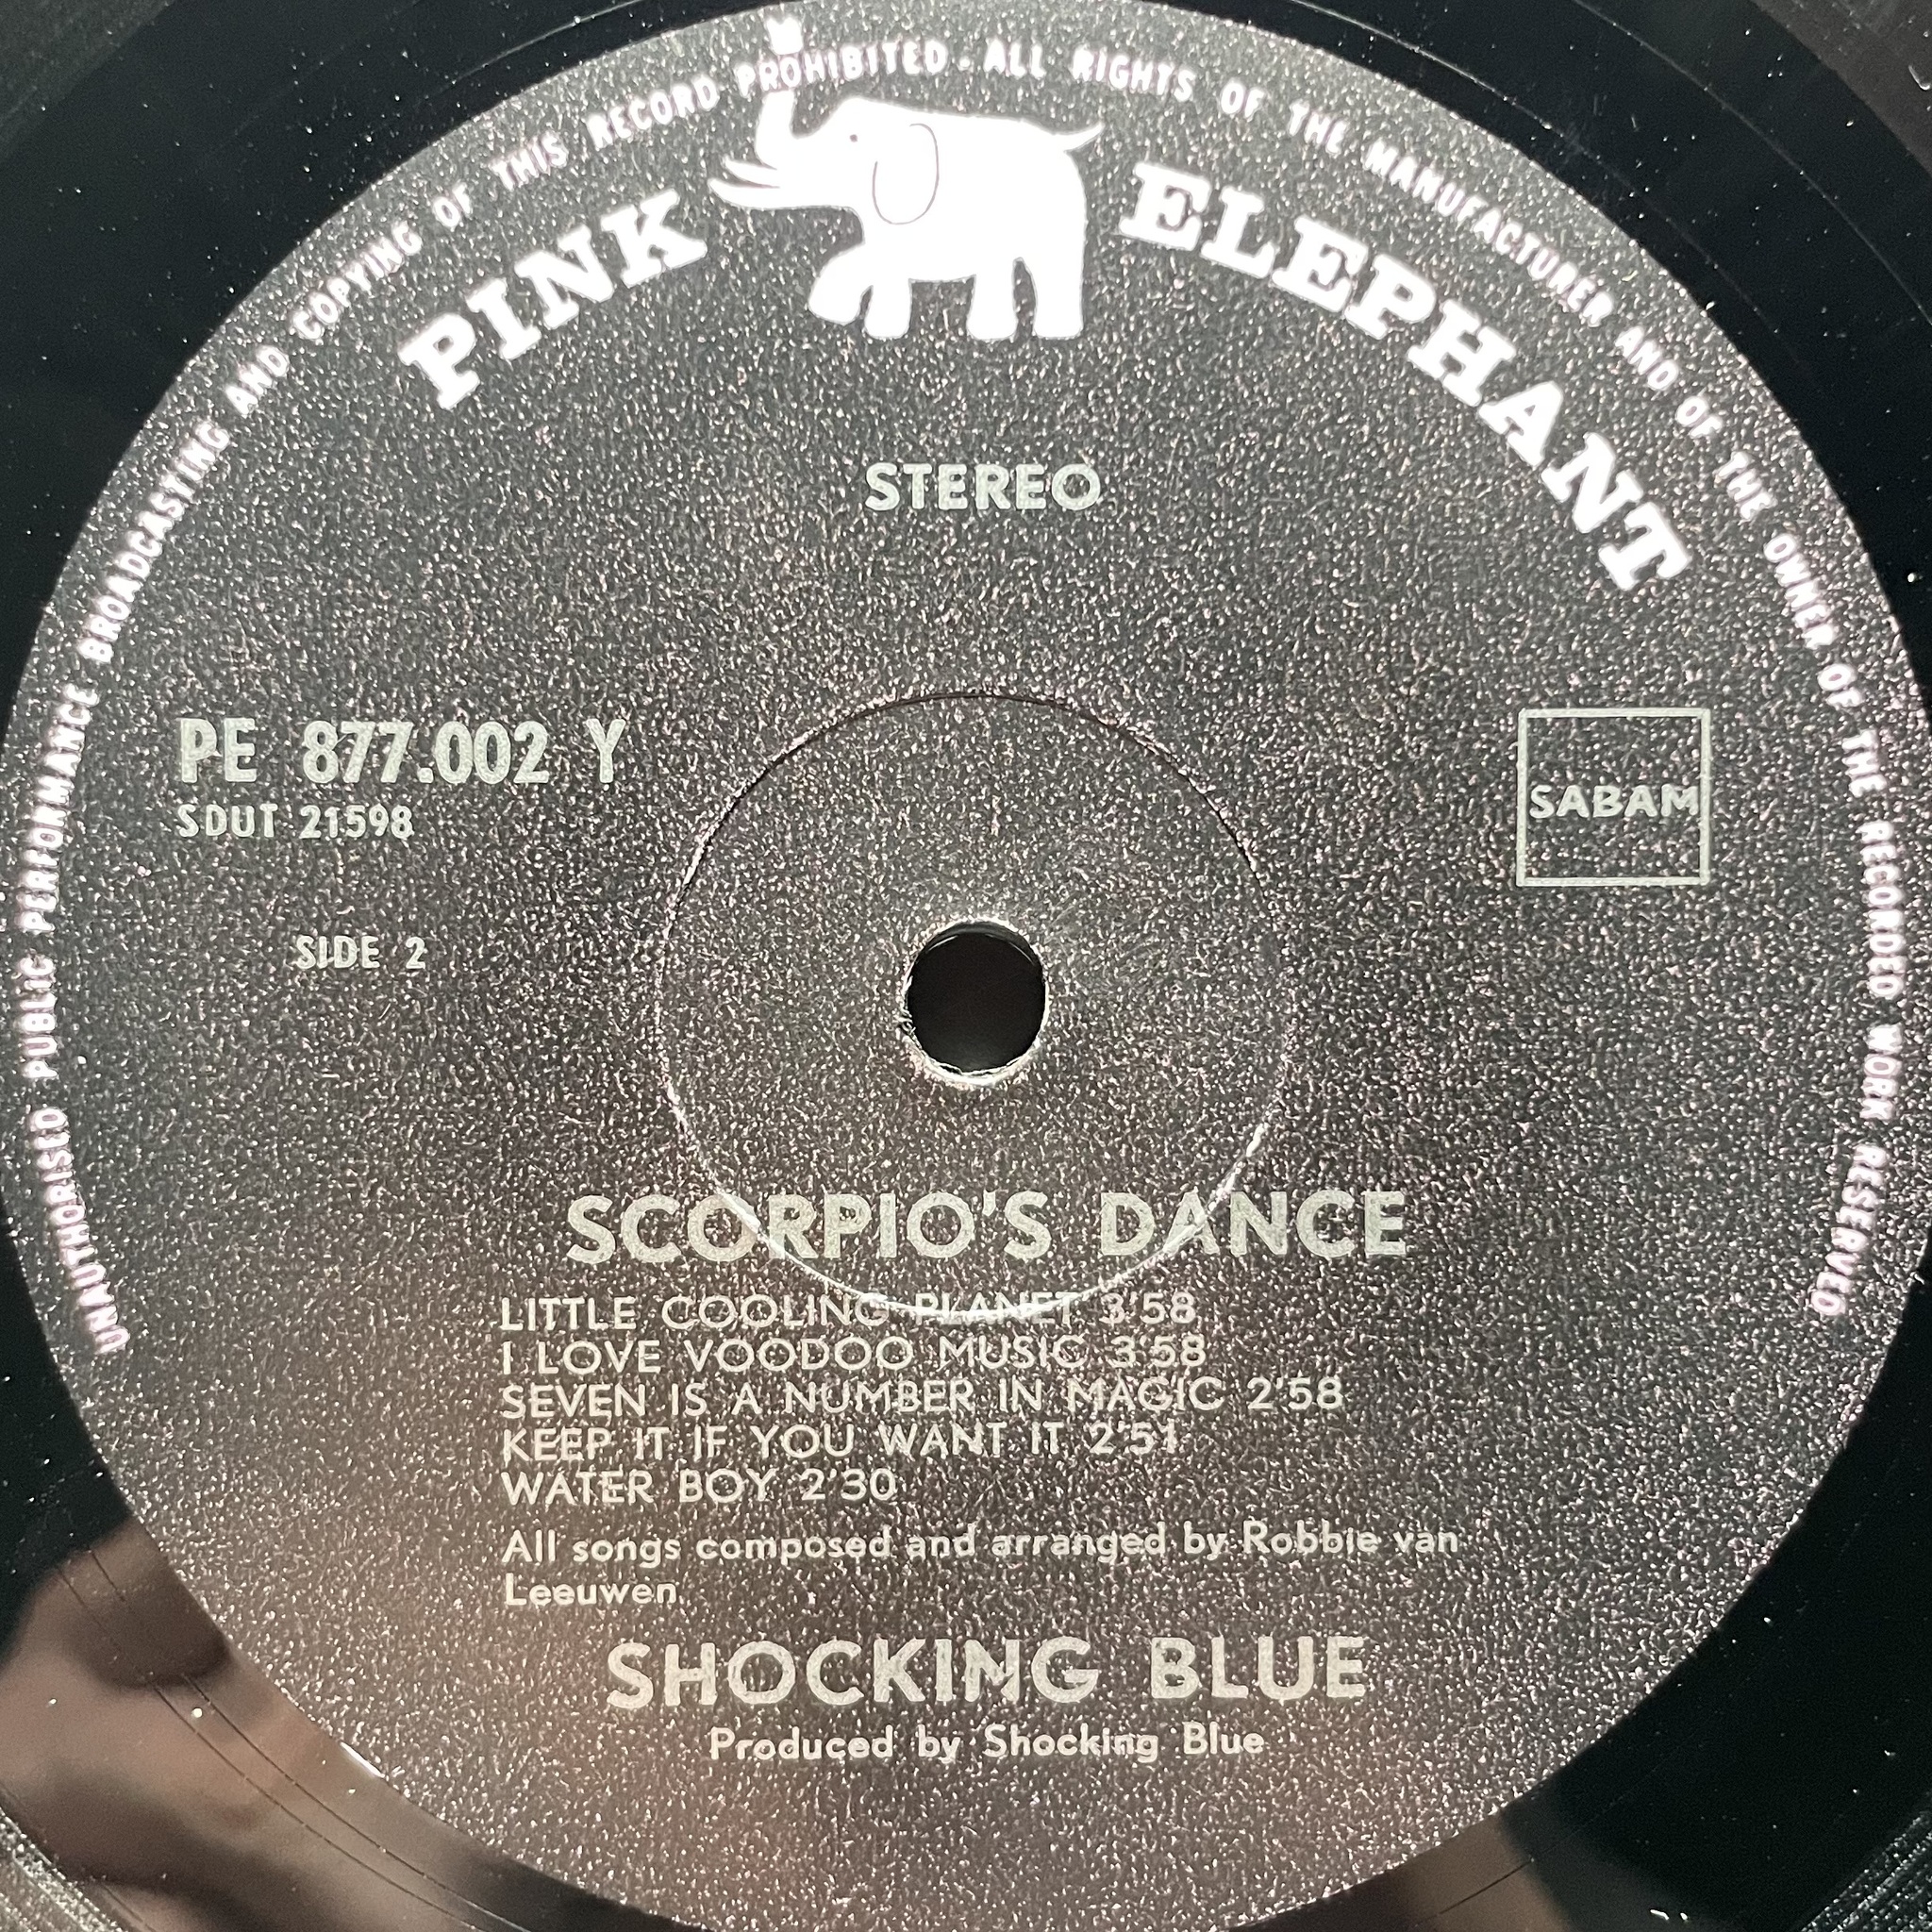 UNAUTHORISED PUBLIC PERFORMANCE BROADCASTING AND COPYING OF THIS RECORD PROHIBITED. ALL RIGHTS OF THE MANUFACTURER AND OF THE OWNER OF THE RECORDED WORK RESERVED
PINK ELEPHANT
STEREO
PE 877.002 Y
SDUT 21598
SABAM
SIDE 2
SCORPIO'S DANCE
LITTLE COOLING PLANET 3'58
I LOVE VOODOO MUSIC 3'58
SEVEN IS A NUMBER IN MAGIC 2'58
KEEP IT IF YOU WANT IT 2'51
WATER BOY 2'30
All songs composed and arranged by Robbie van
Leeuwen.
SHOCKING BLUE
Produced by Shocking Blue